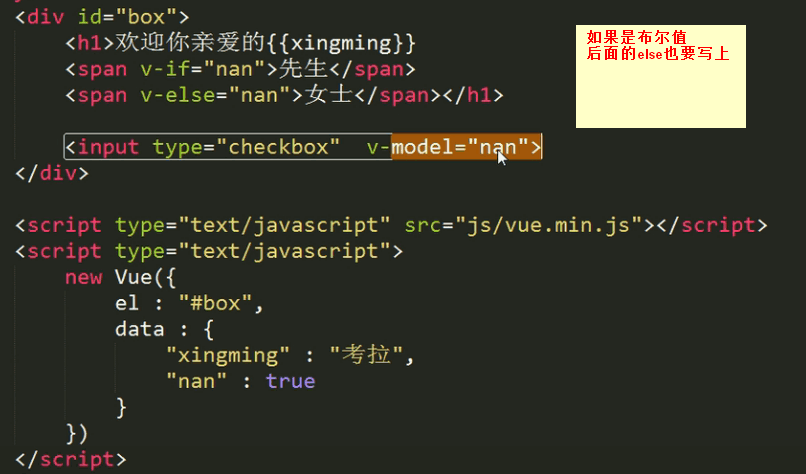 <div id="box">
<h1>欢迎你亲爱的{{xingming}}
<span v-if="nan">先生</span>
<span v-else="nan">女士</span></h1>
<input type="checkbox"  v-model="nan">
</div>
<script type="text/javascript" src="js/vue.min.js"></script>
<script type="text/javascript">
new Vue({
el : "#box",
data : {
"xingming" : "考拉",
"nan" : true
}
})
</script>
如果是布尔值
后面的else也要写上